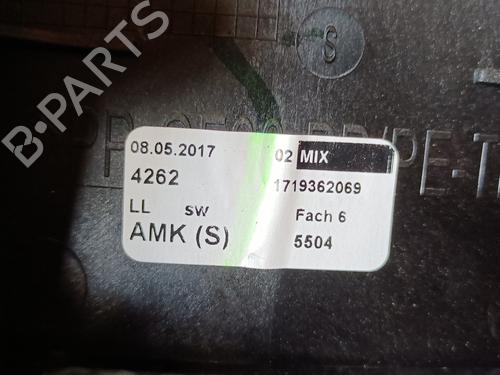 B-PARTS
S
08.05.2017 02 MIX
4262 1719362069
LL sw Fach 6
AMK (S) 5504